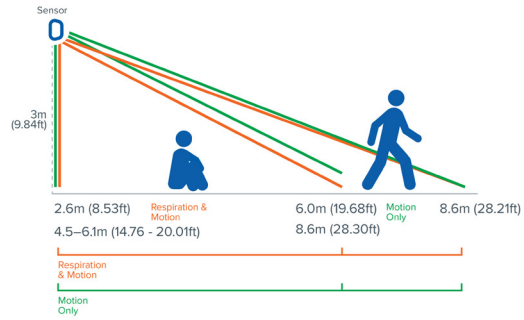 Sensor
3m
(9.84ft)
2.6m (8.53ft)
Respiration &
Motion
6.0m (19.68ft)
Motion
Only
8.6m (28.21ft)
4.5–6.1m (14.76 - 20.01ft)
8.6m (28.30ft)
Respiration
& Motion
Motion
Only